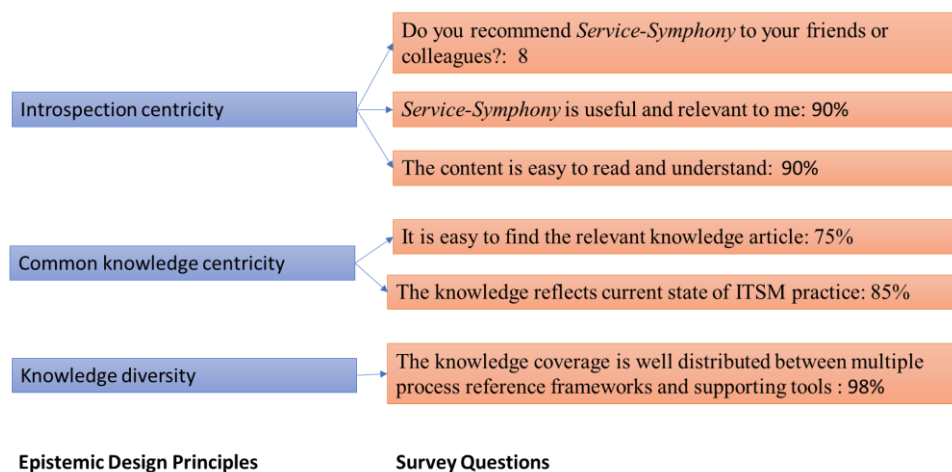 Introspection centricity
Do you recommend Service-Symphony to your friends or
colleagues?: 8
Service-Symphony is useful and relevant to me: 90%
The content is easy to read and understand: 90%
Common knowledge centricity
It is easy to find the relevant knowledge article: 75%
The knowledge reflects current state of ITSM practice: 85%
Knowledge diversity
The knowledge coverage is well distributed between multiple
process reference frameworks and supporting tools : 98%
Epistemic Design Principles
Survey Questions